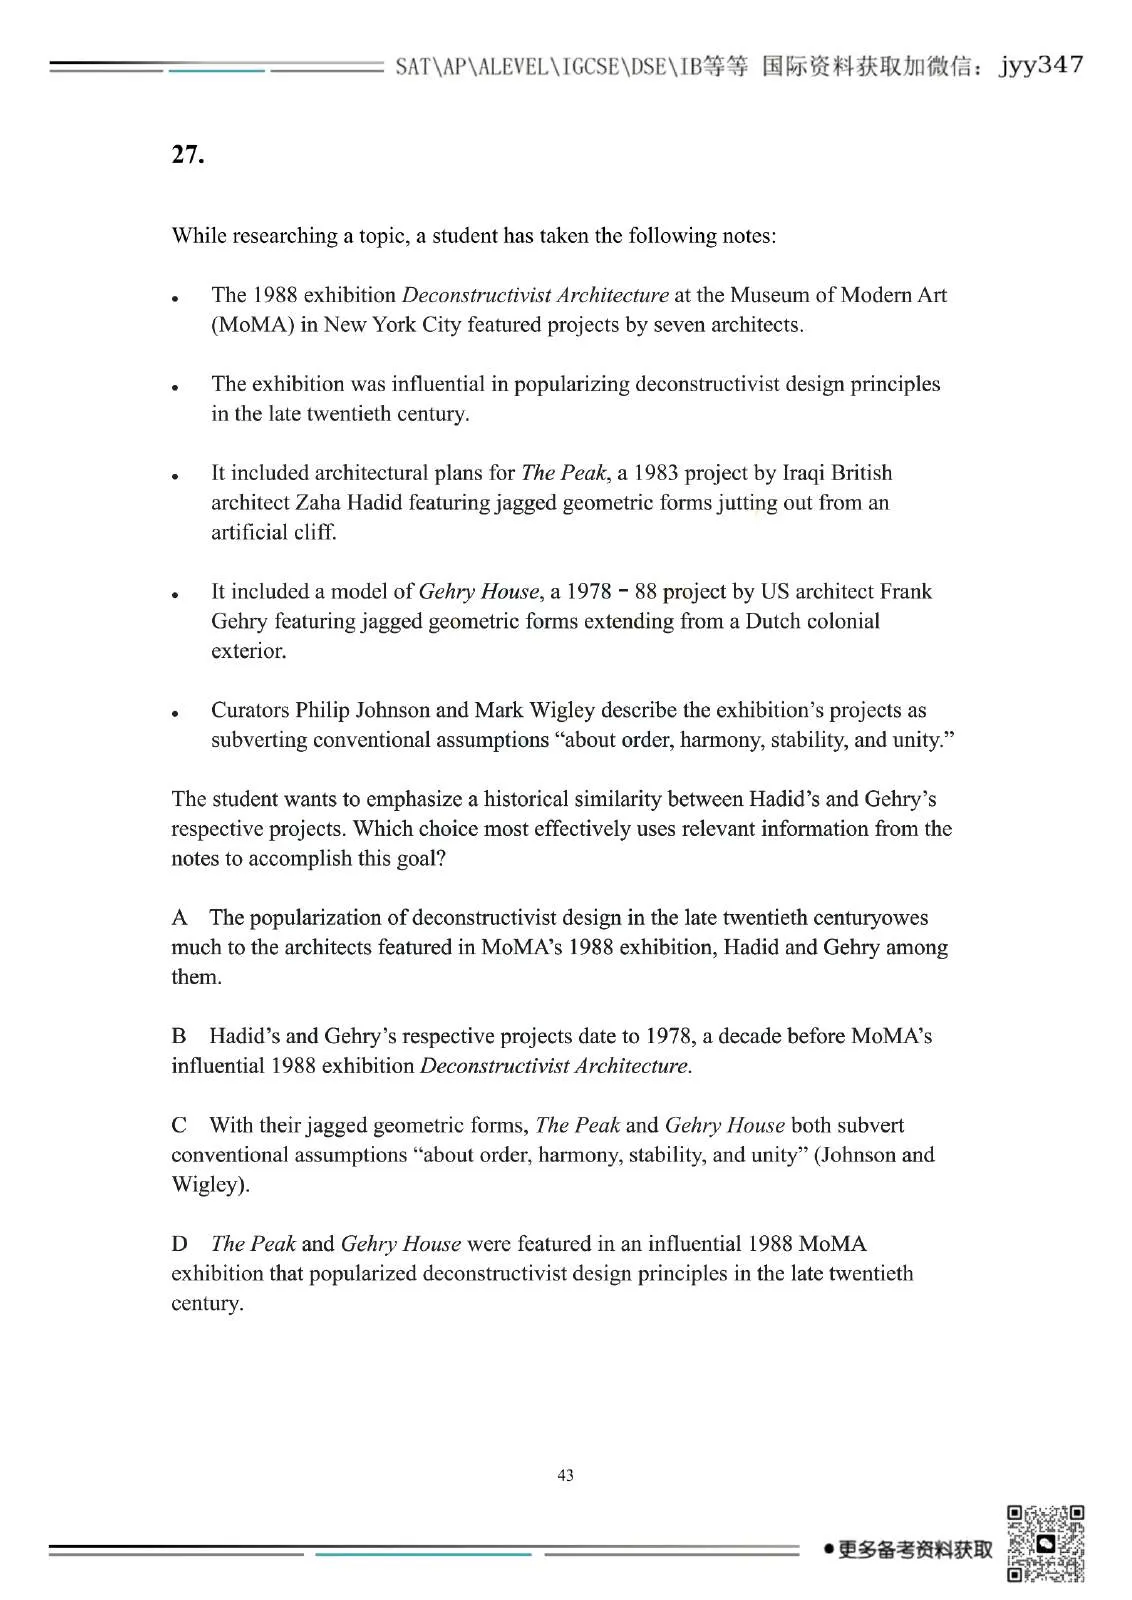 SAT\AP\ALEVEL\IGCSE\DSE\IB等等 国际资料获取加微信： jyy347
27.
While researching a topic, a student has taken the following notes:
• The 1988 exhibition Deconstructivist Architecture at the Museum of Modern Art
(MoMA) in New York City featured projects by seven architects.
• The exhibition was influential in popularizing deconstructivist design principles
in the late twentieth century.
• It included architectural plans for The Peak, a 1983 project by Iraqi British
architect Zaha Hadid featuring jagged geometric forms jutting out from an
artificial cliff.
• It included a model of Gehry House, a 1978－88 project by US architect Frank
Gehry featuring jagged geometric forms extending from a Dutch colonial
exterior.
• Curators Philip Johnson and Mark Wigley describe the exhibition’s projects as
subverting conventional assumptions “about order, harmony, stability, and unity.”
The student wants to emphasize a historical similarity between Hadid’s and Gehry’s
respective projects. Which choice most effectively uses relevant information from the
notes to accomplish this goal?
A The popularization of deconstructivist design in the late twentieth centuryowes
much to the architects featured in MoMA’s 1988 exhibition, Hadid and Gehry among
them.
B Hadid’s and Gehry’s respective projects date to 1978, a decade before MoMA’s
influential 1988 exhibition Deconstructivist Architecture.
C With their jagged geometric forms, The Peak and Gehry House both subvert
conventional assumptions “about order, harmony, stability, and unity” (Johnson and
Wigley).
D The Peak and Gehry House were featured in an influential 1988 MoMA
exhibition that popularized deconstructivist design principles in the late twentieth
century.
43
●更多备考资料获取